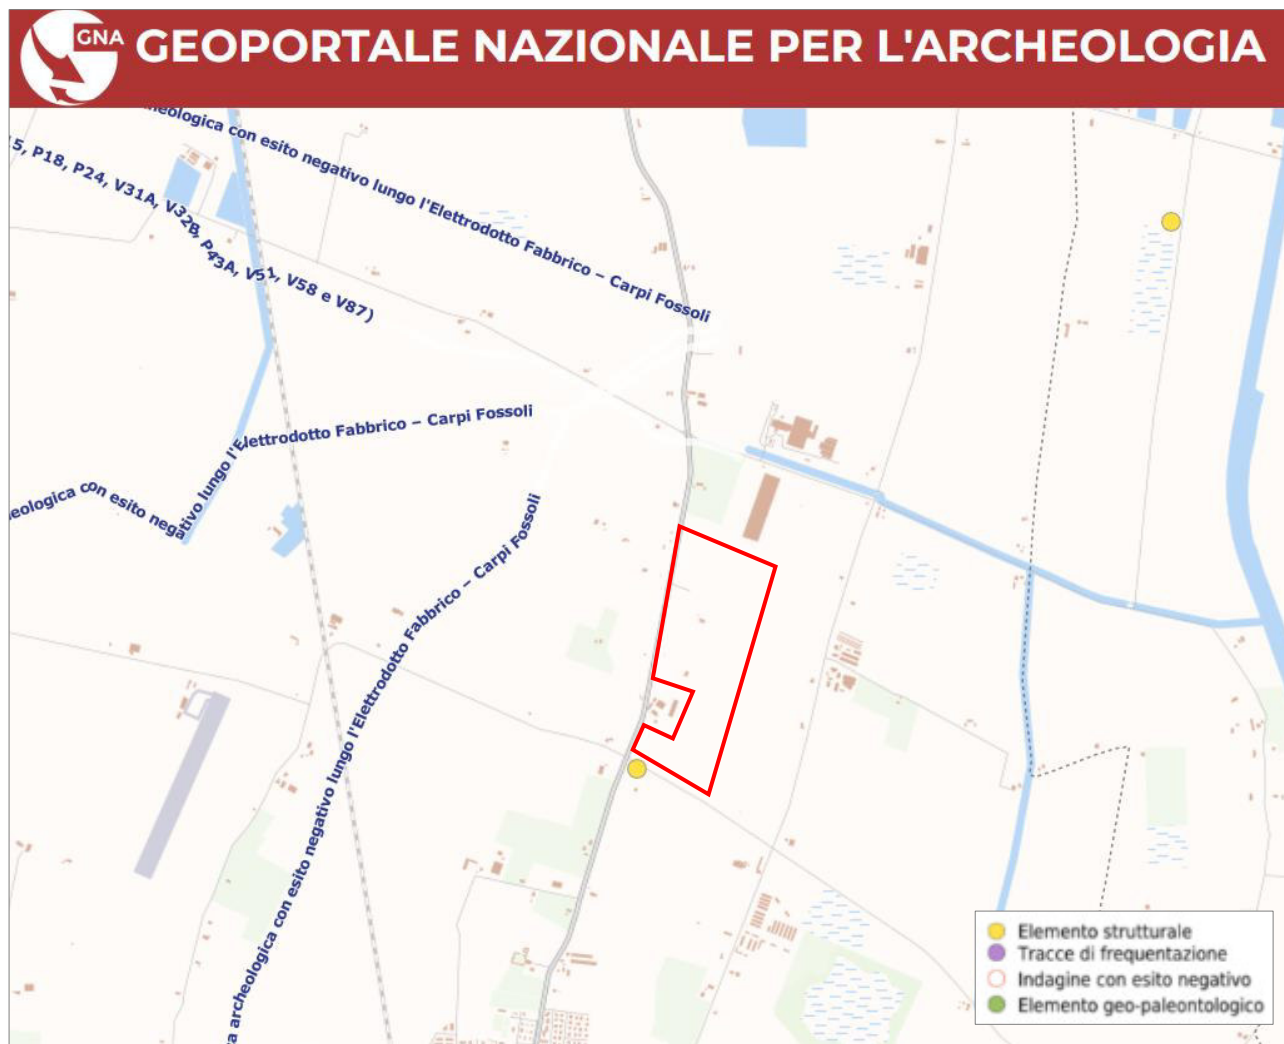 GNA
GEOPORTALE NAZIONALE PER L'ARCHEOLOGIA
heologica con esito negativo lungo l'Elettrodotto Fabbrico – Carpi Fossoli
15, P18, P24, V31A, V32B, P43A, V51, V58 e V87)
Elettrodotto Fabbrico – Carpi Fossoli
eologica con esito negativo lungo l'
a archeologica con esito negativo lungo l'Elettrodotto Fabbrico – Carpi Fossoli
Elemento strutturale
Tracce di frequentazione
Indagine con esito negativo
Elemento geo-paleontologico